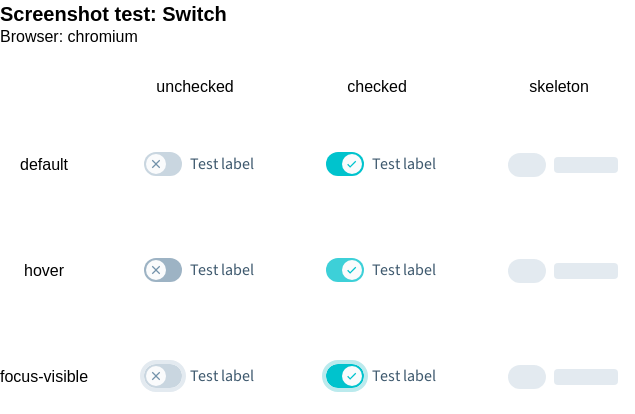 Screenshot test: Switch
Browser: chromium
unchecked checked skeleton
default Test label Test label
hover Test label Test label
focus-visible Test label Test label